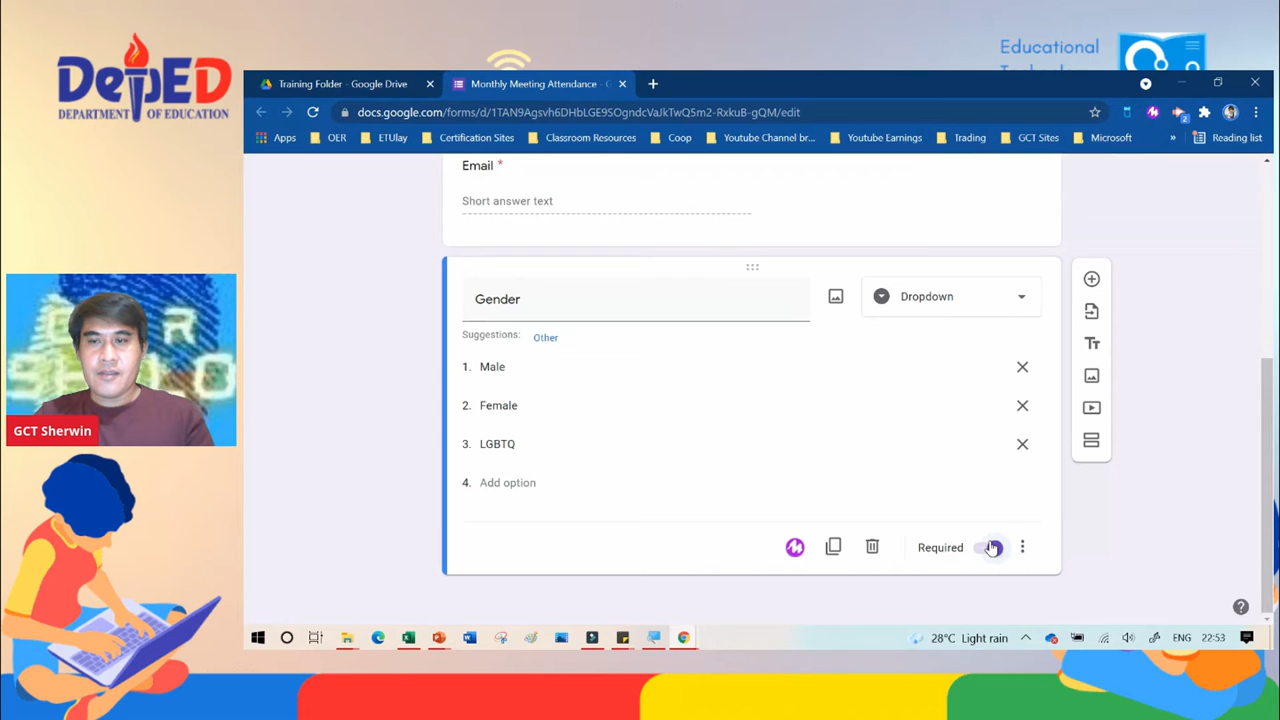 DepED
DEPARTMENT OF EDUCATION
Educational
Training Folder - Google Drive
Monthly Meeting Attendance - G
docs.google.com/forms/d/1TAN9Agsvh6DHbLGE9SOgndcVaJkTwQ5m2-RxkuB-gQM/edit
Apps
OER
ETUlay
Certification Sites
Classroom Resources
Coop
Youtube Channel br...
Youtube Earnings
Trading
GCT Sites
Microsoft
»
Reading list
Email *
Short answer text
Gender
Dropdown
Suggestions: Other
1. Male
2. Female
3. LGBTQ
4. Add option
Required
GCT Sherwin
28°C Light rain
ENG
22:53